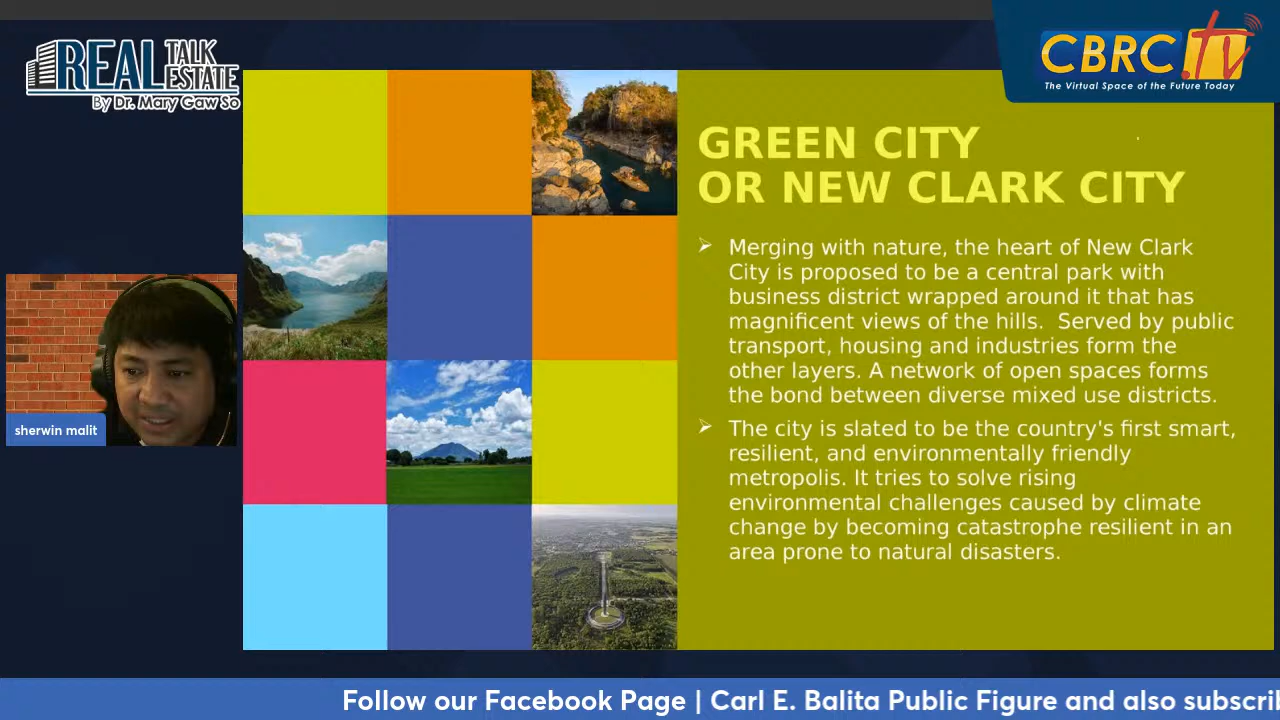 REAL TALK ESTATE
By Dr. Mary Gaw So
CBRC.tv
The Virtual Space of the Future Today
GREEN CITY
OR NEW CLARK CITY
➢ Merging with nature, the heart of New Clark
City is proposed to be a central park with
business district wrapped around it that has
magnificent views of the hills.  Served by public
transport, housing and industries form the
other layers. A network of open spaces forms
the bond between diverse mixed use districts.
➢ The city is slated to be the country's first smart,
resilient, and environmentally friendly
metropolis. It tries to solve rising
environmental challenges caused by climate
change by becoming catastrophe resilient in an
area prone to natural disasters.
sherwin malit
Follow our Facebook Page | Carl E. Balita Public Figure and also subscri